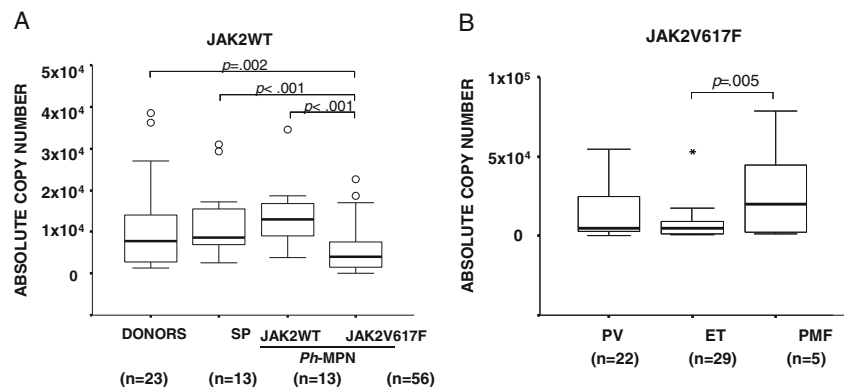 A
JAK2WT
ABSOLUTE COPY NUMBER
5x10⁴
4x10⁴
3x10⁴
2x10⁴
1x10⁴
0
p=.002
p< .001
p< .001
DONORS SP JAK2WT JAK2V617F
Ph-MPN
(n=23) (n=13) (n=13) (n=56)
B
JAK2V617F
ABSOLUTE COPY NUMBER
1x10⁵
5x10⁴
0
p=.005
*
PV ET PMF
(n=22) (n=29) (n=5)